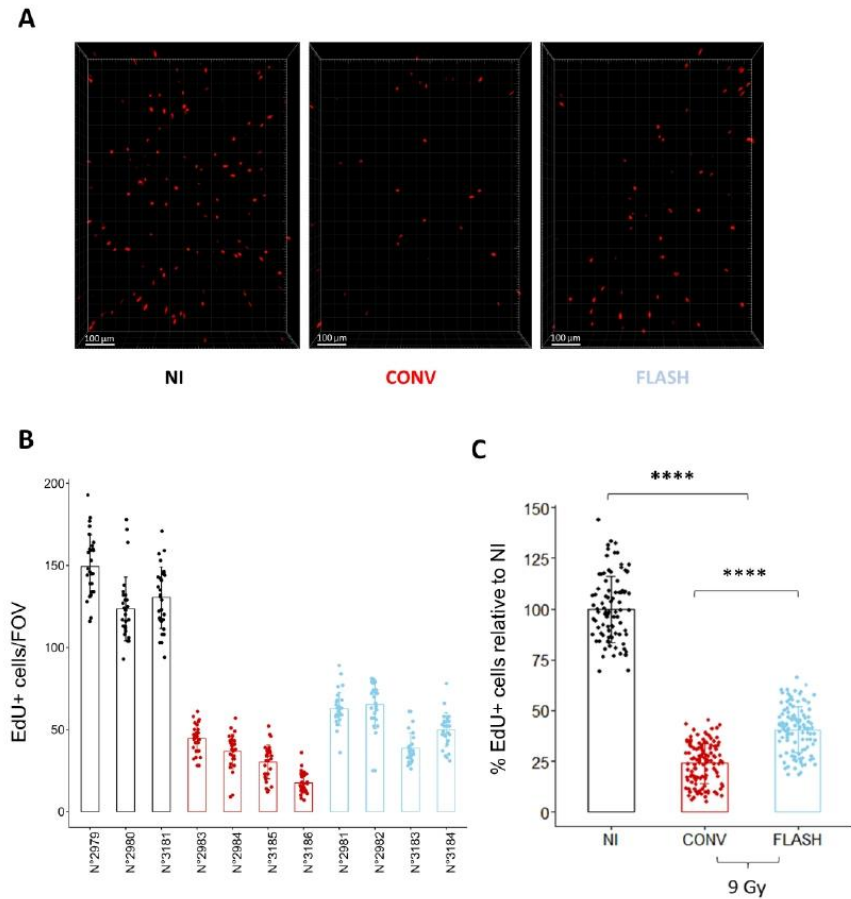 A
100 µm
100 µm
100 µm
NI
CONV
FLASH
B
EdU+ cells/FOV
200
150
100
50
0
N°2979
N°2980
N°3181
N°2983
N°2984
N°3185
N°3186
N°2981
N°2982
N°3183
N°3184
C
% EdU+ cells relative to NI
150
125
100
75
50
25
0
****
****
NI
CONV
FLASH
9 Gy